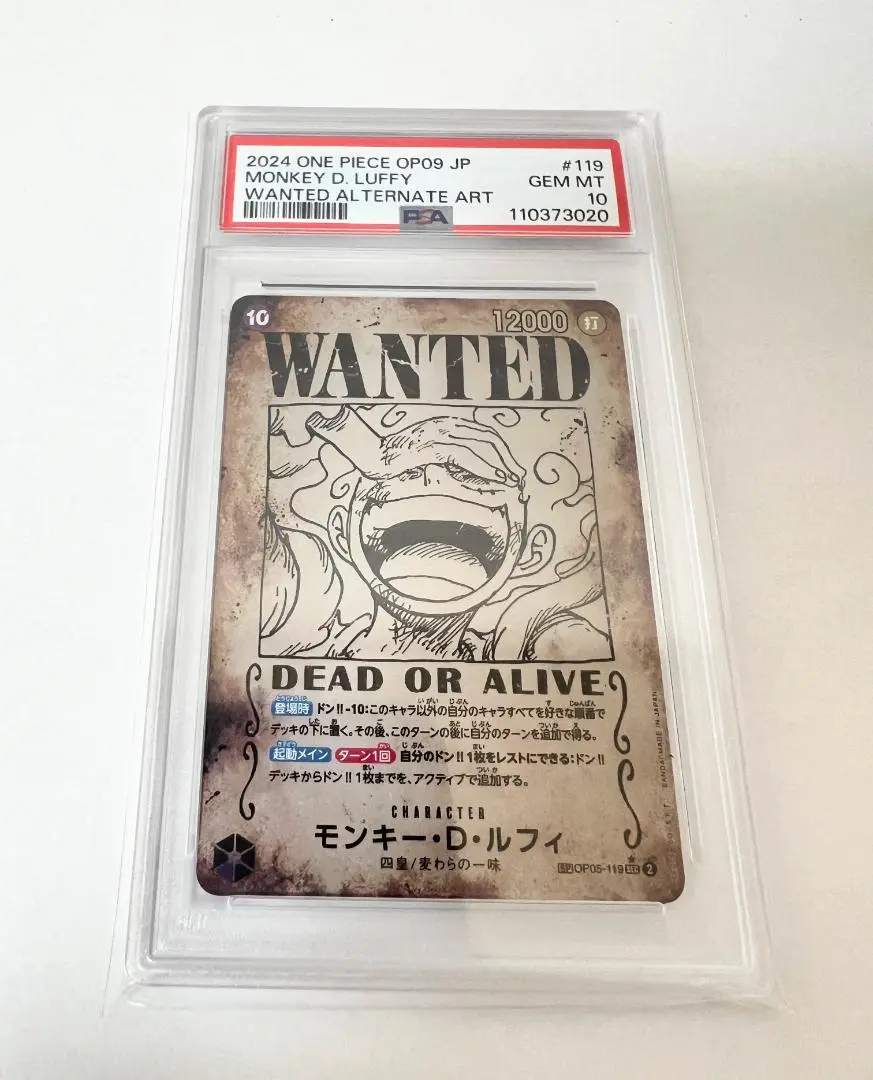 2024 ONE PIECE OP09 JP #119
MONKEY D. LUFFY GEM MT
WANTED ALTERNATE ART 10
PSA 110373020
10 12000 打
WANTED
DEAD OR ALIVE
登場時 ドン!!-10:このキャラ以外の自分のキャラすべてを好きな順番で
デッキの下に置く。その後、このターンの後に自分のターンを追加で得る。
起動メイン ターン1回 自分のドン!!1枚をレストにできる:ドン!!
デッキからドン!!1枚までを、アクティブで追加する。
CHARACTER
モンキー・D・ルフィ
四皇/麦わらの一味
SP OP05-119 SEC 2
BANDAI MADE IN JAPAN